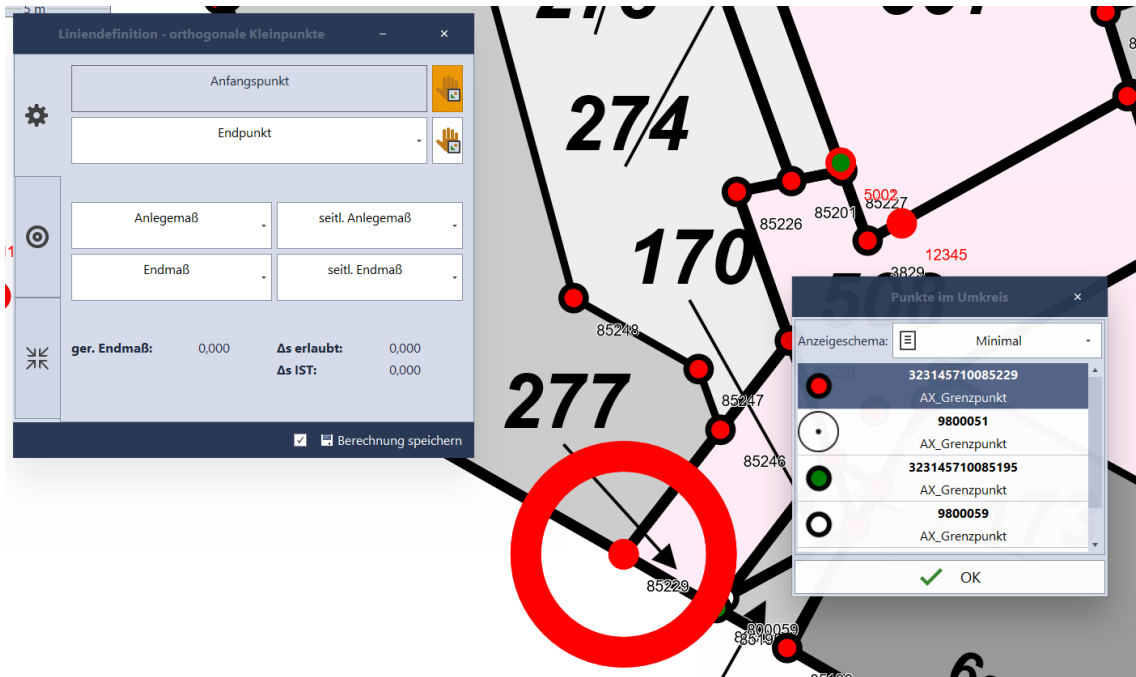 5 m
Liniendefinition - orthogonale Kleinpunkte
Anfangspunkt
Endpunkt
Anlegemaß
seitl. Anlegemaß
Endmaß
seitl. Endmaß
ger. Endmaß: 0,000
Δs erlaubt: 0,000
Δs IST: 0,000
Berechnung speichern
274
170
277
85226
85201
5002
85227
12345
3829
508
85248
85247
85246
85229
Punkte im Umkreis
Anzeigeschema:
Minimal
323145710085229
AX_Grenzpunkt
9800051
AX_Grenzpunkt
323145710085195
AX_Grenzpunkt
9800059
AX_Grenzpunkt
OK